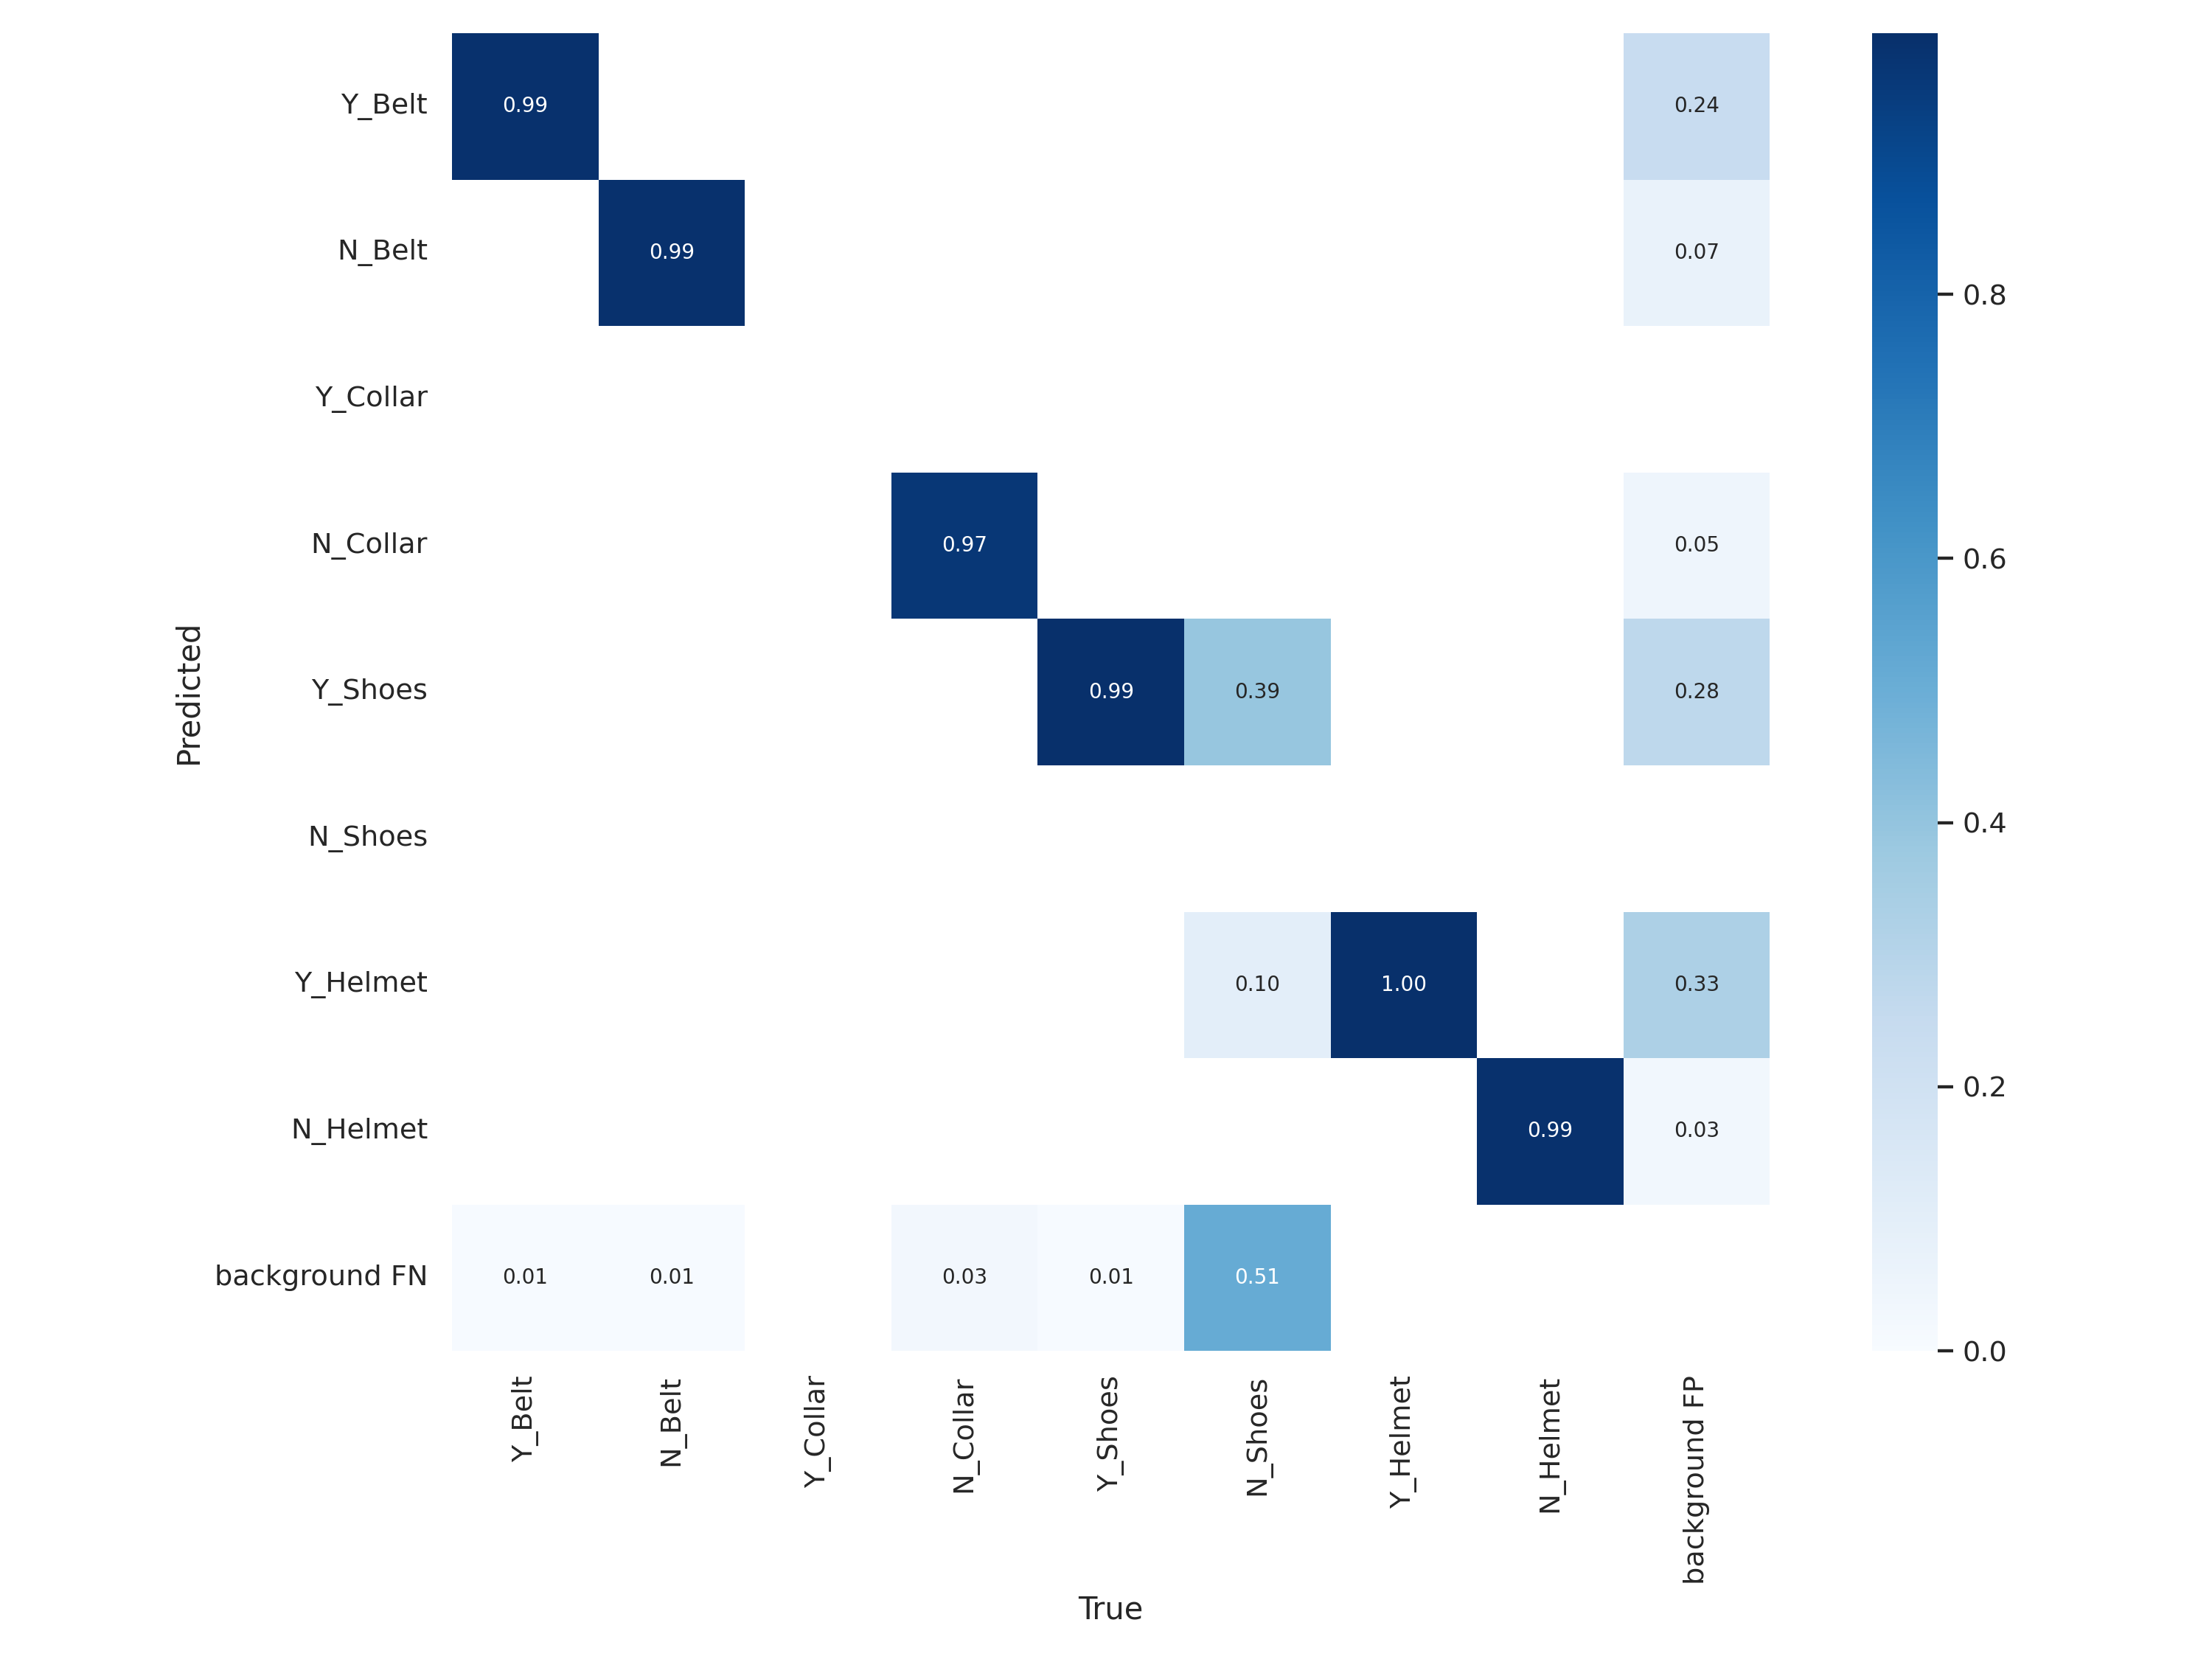 Y_Belt 0.99 0.24
N_Belt 0.99 0.07
Y_Collar
N_Collar 0.97 0.05
Y_Shoes 0.99 0.39 0.28
N_Shoes
Y_Helmet 0.10 1.00 0.33
N_Helmet 0.99 0.03
background FN 0.01 0.01 0.03 0.01 0.51
Predicted
Y_Belt N_Belt Y_Collar N_Collar Y_Shoes N_Shoes Y_Helmet N_Helmet background FP
True
0.8
0.6
0.4
0.2
0.0